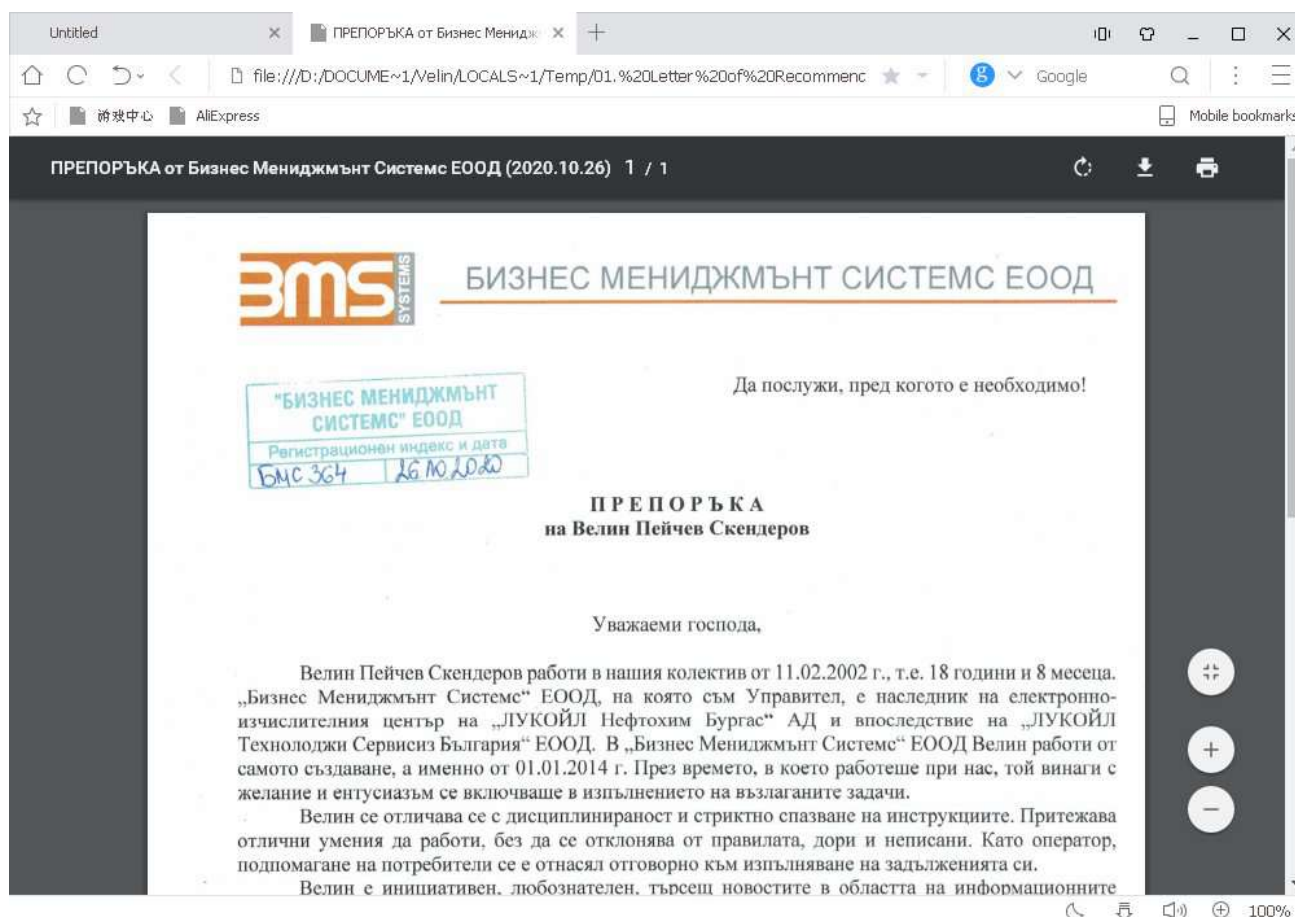 Untitled
ПРЕПОРЪКА от Бизнес Менидж
file:///D:/DOCUME~1/Velin/LOCALS~1/Temp/01.%20Letter%20of%20Recommenc
Google
游戏中心 AliExpress
Mobile bookmarks
ПРЕПОРЪКА от Бизнес Мениджмънт Системс ЕООД (2020.10.26) 1 / 1
BMS SYSTEMS
БИЗНЕС МЕНИДЖМЪНТ СИСТЕМС ЕООД
Да послужи, пред когото е необходимо!
"БИЗНЕС МЕНИДЖМЪНТ
СИСТЕМС" ЕООД
Регистрационен индекс и дата
БМС 364 26.10.2020
ПРЕПОРЪКА
на Велин Пейчев Скендеров
Уважаеми господа,
Велин Пейчев Скендеров работи в нашия колектив от 11.02.2002 г., т.е. 18 години и 8 месеца.
„Бизнес Мениджмънт Системс“ ЕООД, на която съм Управител, е наследник на електронно-
изчислителния център на „ЛУКОЙЛ Нефтохим Бургас“ АД и впоследствие на „ЛУКОЙЛ
Технолоджи Сервисиз България“ ЕООД. В „Бизнес Мениджмънт Системс“ ЕООД Велин работи от
самото създаване, а именно от 01.01.2014 г. През времето, в което работеше при нас, той винаги с
желание и ентусиазъм се включваше в изпълнението на възлаганите задачи.
Велин се отличава се с дисциплинираност и стриктно спазване на инструкциите. Притежава
отлични умения да работи, без да се отклонява от правилата, дори и неписани. Като оператор,
подпомагане на потребители се е отнасял отговорно към изпълняване на задълженията си.
Велин е инициативен, любознателен, търсещ новостите в областта на информационните
100%